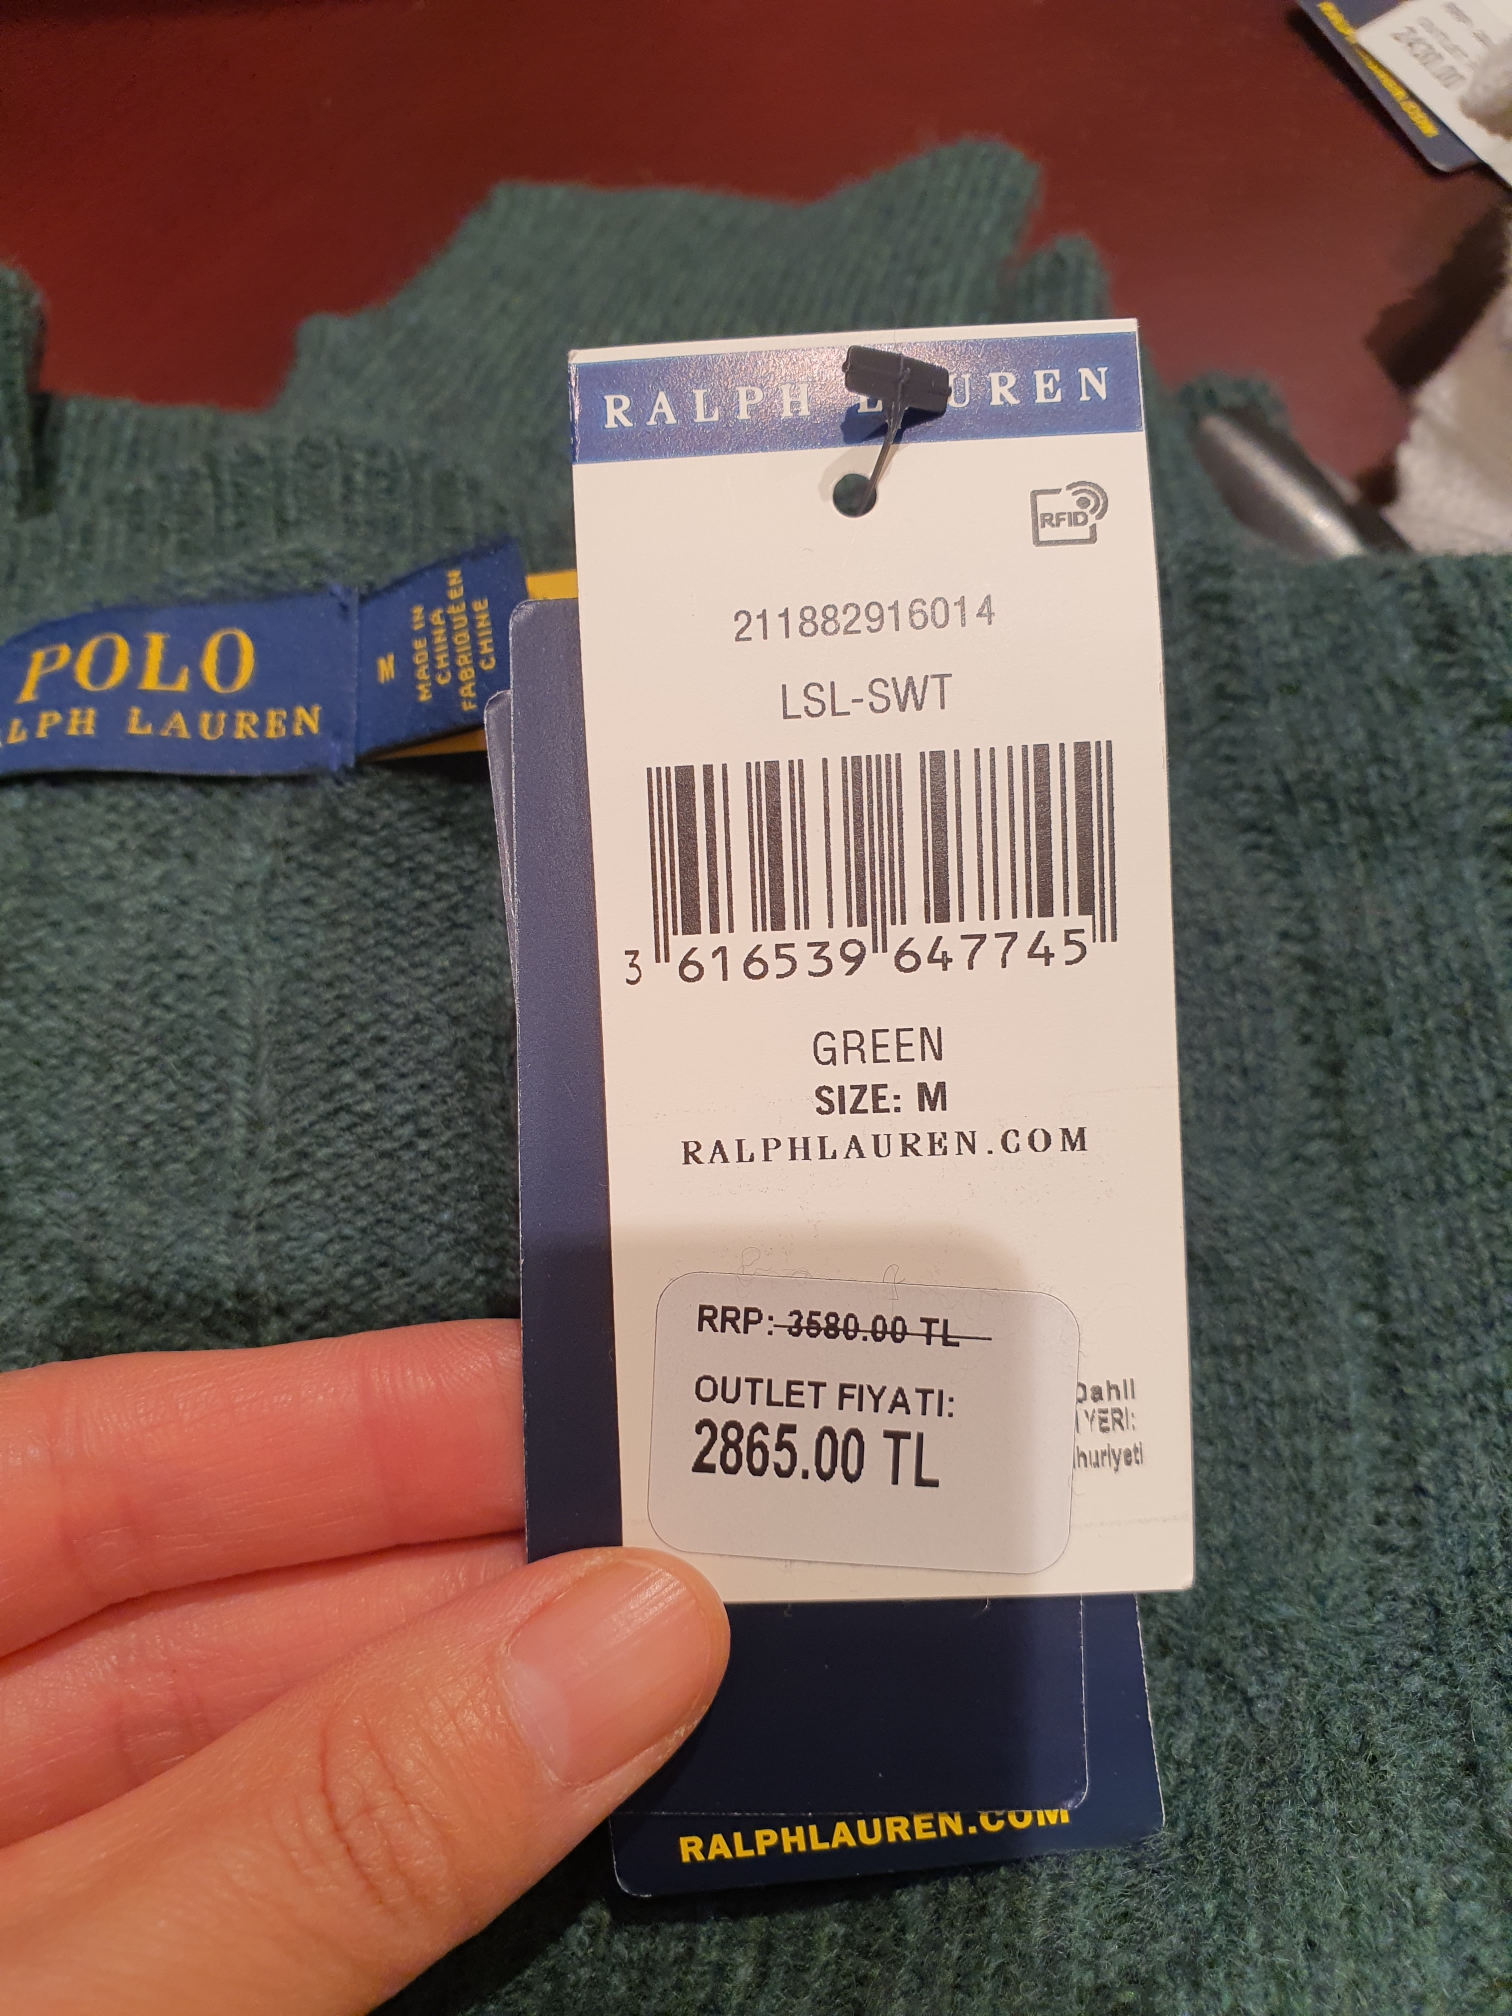 RALPH LAUREN
RFID
211882916014
LSL-SWT
3 616539 647745
GREEN
SIZE: M
RALPHLAUREN.COM
RRP: 3580.00 TL
OUTLET FIYATI:
2865.00 TL
YERI:
RALPHLAUREN.COM
POLO
LAUREN
M
MADE IN
CHINA
FABRIQUÉ EN
CHINE